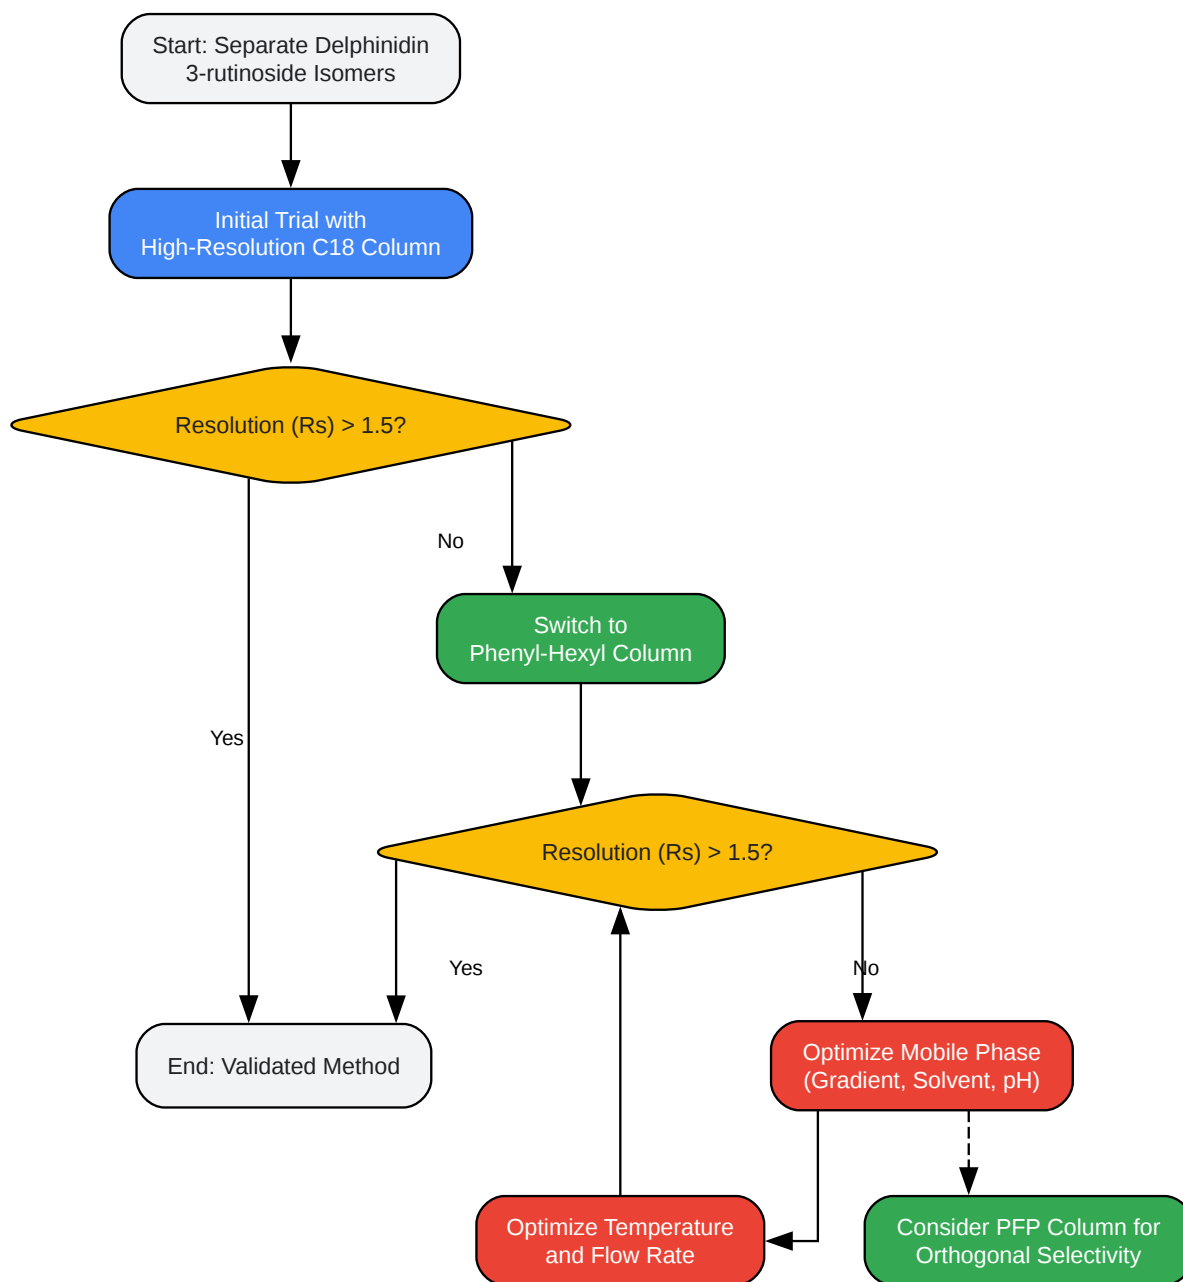 Start: Separate Delphinidin
3-rutinoside Isomers
Initial Trial with
High-Resolution C18 Column
Resolution (Rs) > 1.5?
No
Switch to
Phenyl-Hexyl Column
Yes
Resolution (Rs) > 1.5?
Yes
No
End: Validated Method
Optimize Mobile Phase
(Gradient, Solvent, pH)
Optimize Temperature
and Flow Rate
Consider PFP Column for
Orthogonal Selectivity